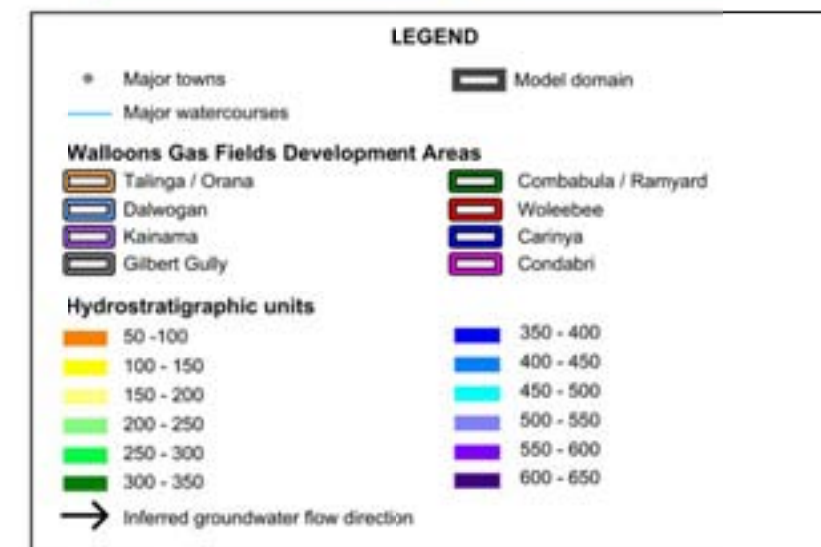 LEGEND
Major towns
Model domain
Major watercourses
Walloons Gas Fields Development Areas
Talinga / Orana
Combabula / Ramyard
Dalwogan
Woleebee
Kainama
Carinya
Gilbert Gully
Condabri
Hydrostratigraphic units
50 -100
350 - 400
100 - 150
400 - 450
150 - 200
450 - 500
200 - 250
500 - 550
250 - 300
550 - 600
300 - 350
600 - 650
Inferred groundwater flow direction